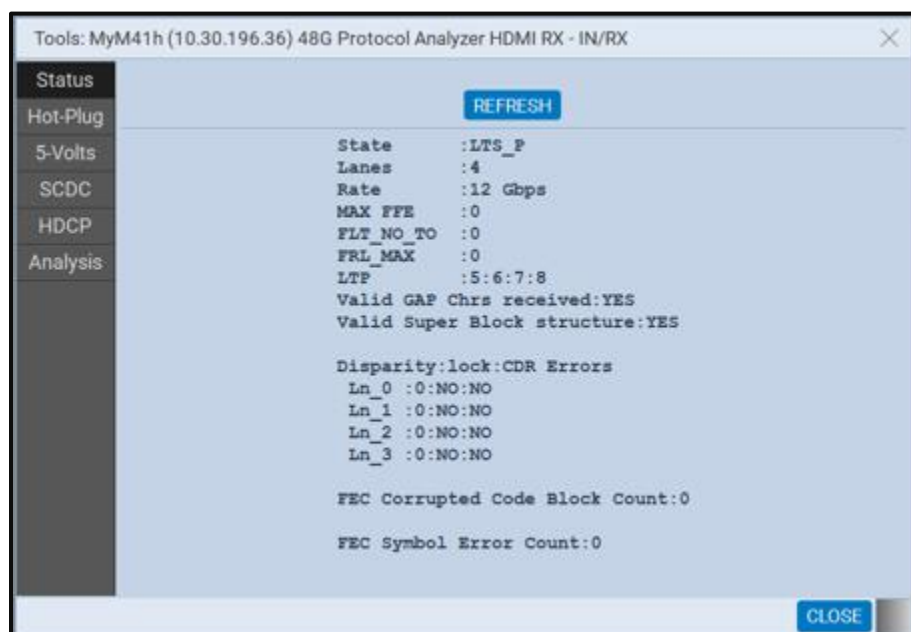 Tools: MyM41h (10.30.196.36) 48G Protocol Analyzer HDMI RX - IN/RX
Status
Hot-Plug
5-Volts
SCDC
HDCP
Analysis
REFRESH
State :LTS_P
Lanes :4
Rate :12 Gbps
MAX FFE :0
FLT_NO_TO :0
FRL_MAX :0
LTP :5:6:7:8
Valid GAP Chrs received:YES
Valid Super Block structure:YES
Disparity:lock:CDR Errors
Ln_0 :0:NO:NO
Ln_1 :0:NO:NO
Ln_2 :0:NO:NO
Ln_3 :0:NO:NO
FEC Corrupted Code Block Count:0
FEC Symbol Error Count:0
CLOSE